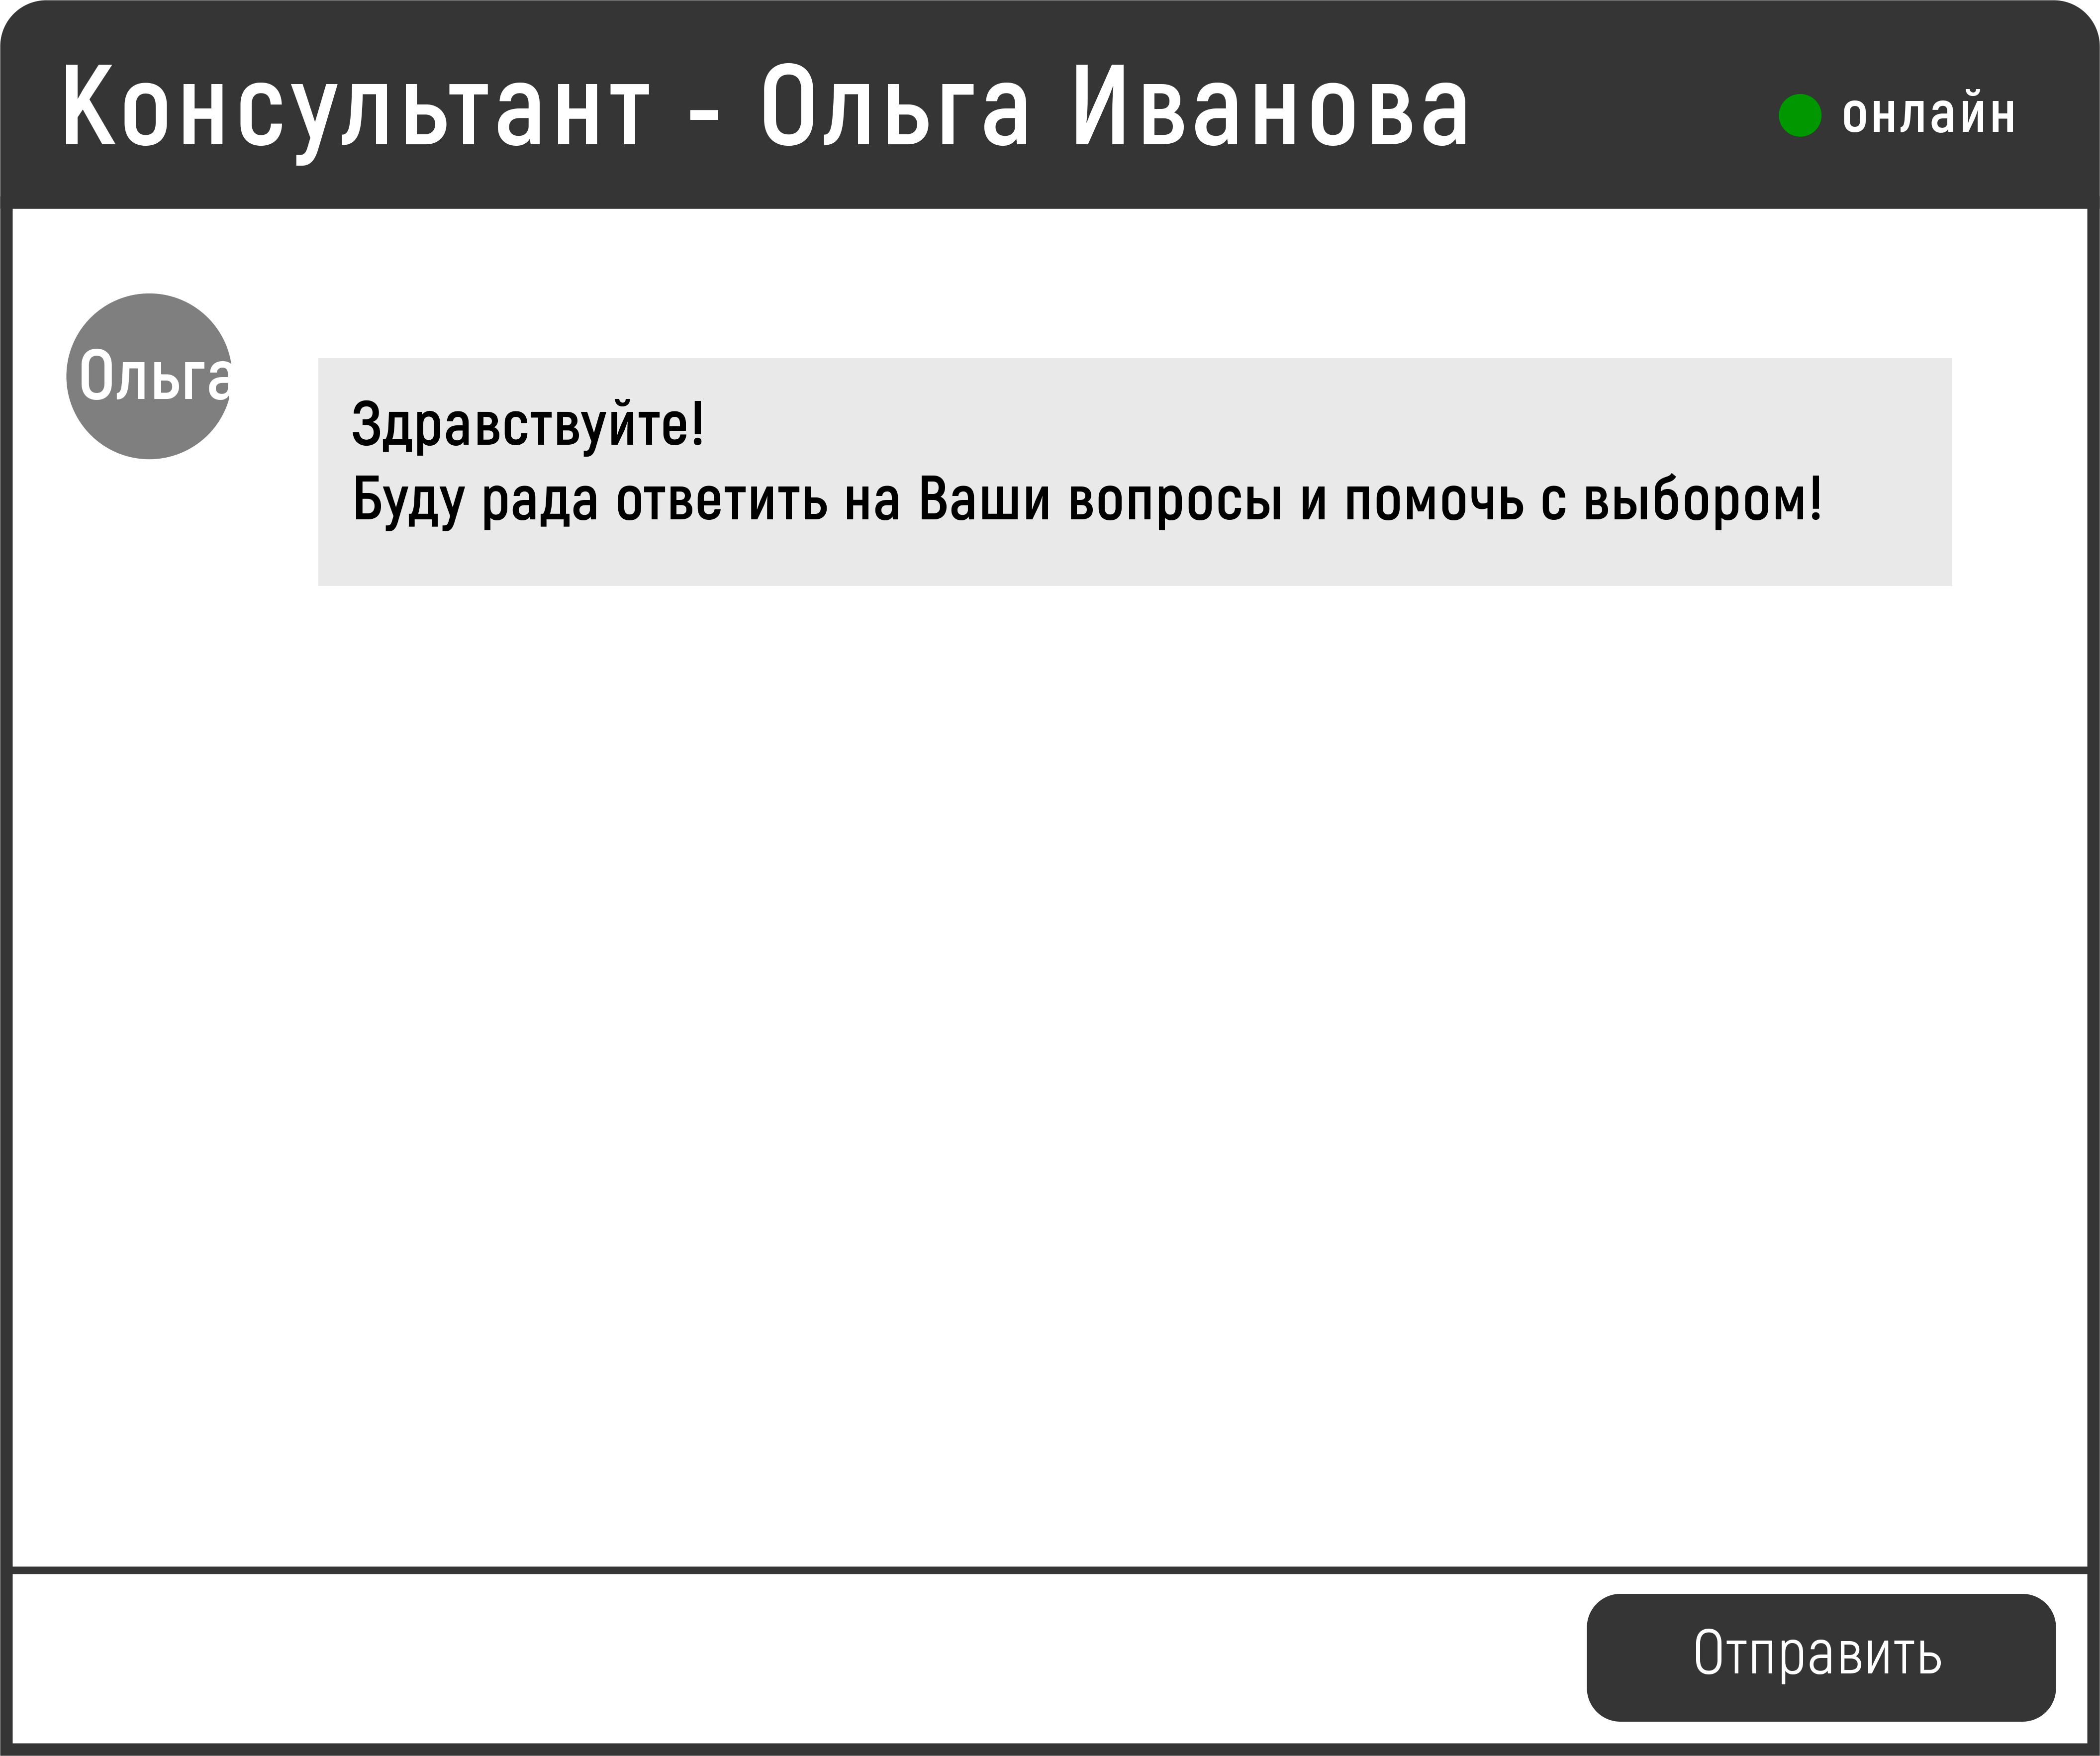 Консультант - Ольга Иванова
онлайн
Ольга
Здравствуйте!
Буду рада ответить на Ваши вопросы и помочь с выбором!
Отправить